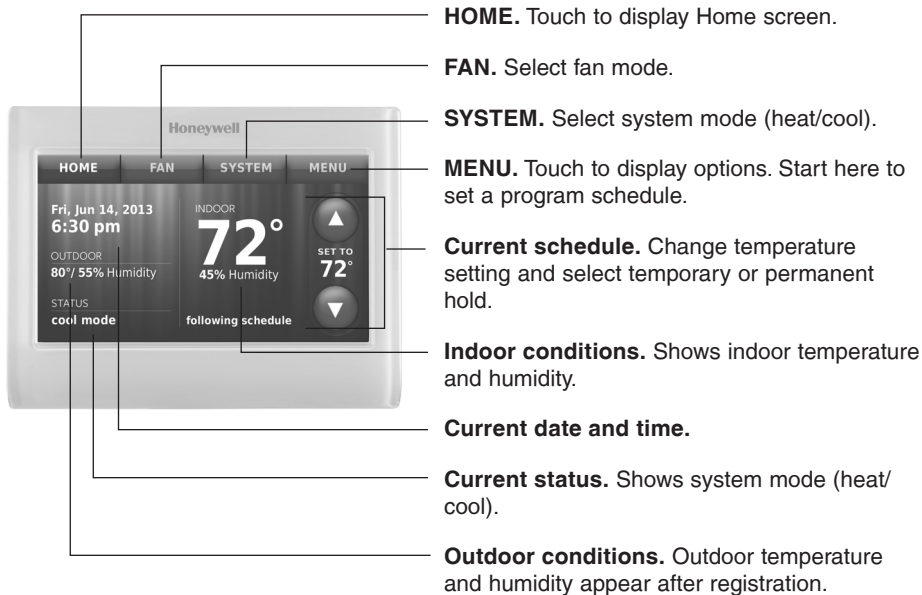 HOME. Touch to display Home screen.
FAN. Select fan mode.
SYSTEM. Select system mode (heat/cool).
MENU. Touch to display options. Start here to
set a program schedule.
Current schedule. Change temperature
setting and select temporary or permanent
hold.
Indoor conditions. Shows indoor temperature
and humidity.
Current date and time.
Current status. Shows system mode (heat/
cool).
Outdoor conditions. Outdoor temperature
and humidity appear after registration.
Honeywell
HOME FAN SYSTEM MENU
Fri, Jun 14, 2013
6:30 pm
OUTDOOR
80°/ 55% Humidity
STATUS
cool mode
INDOOR
72°
45% Humidity
following schedule
SET TO
72°